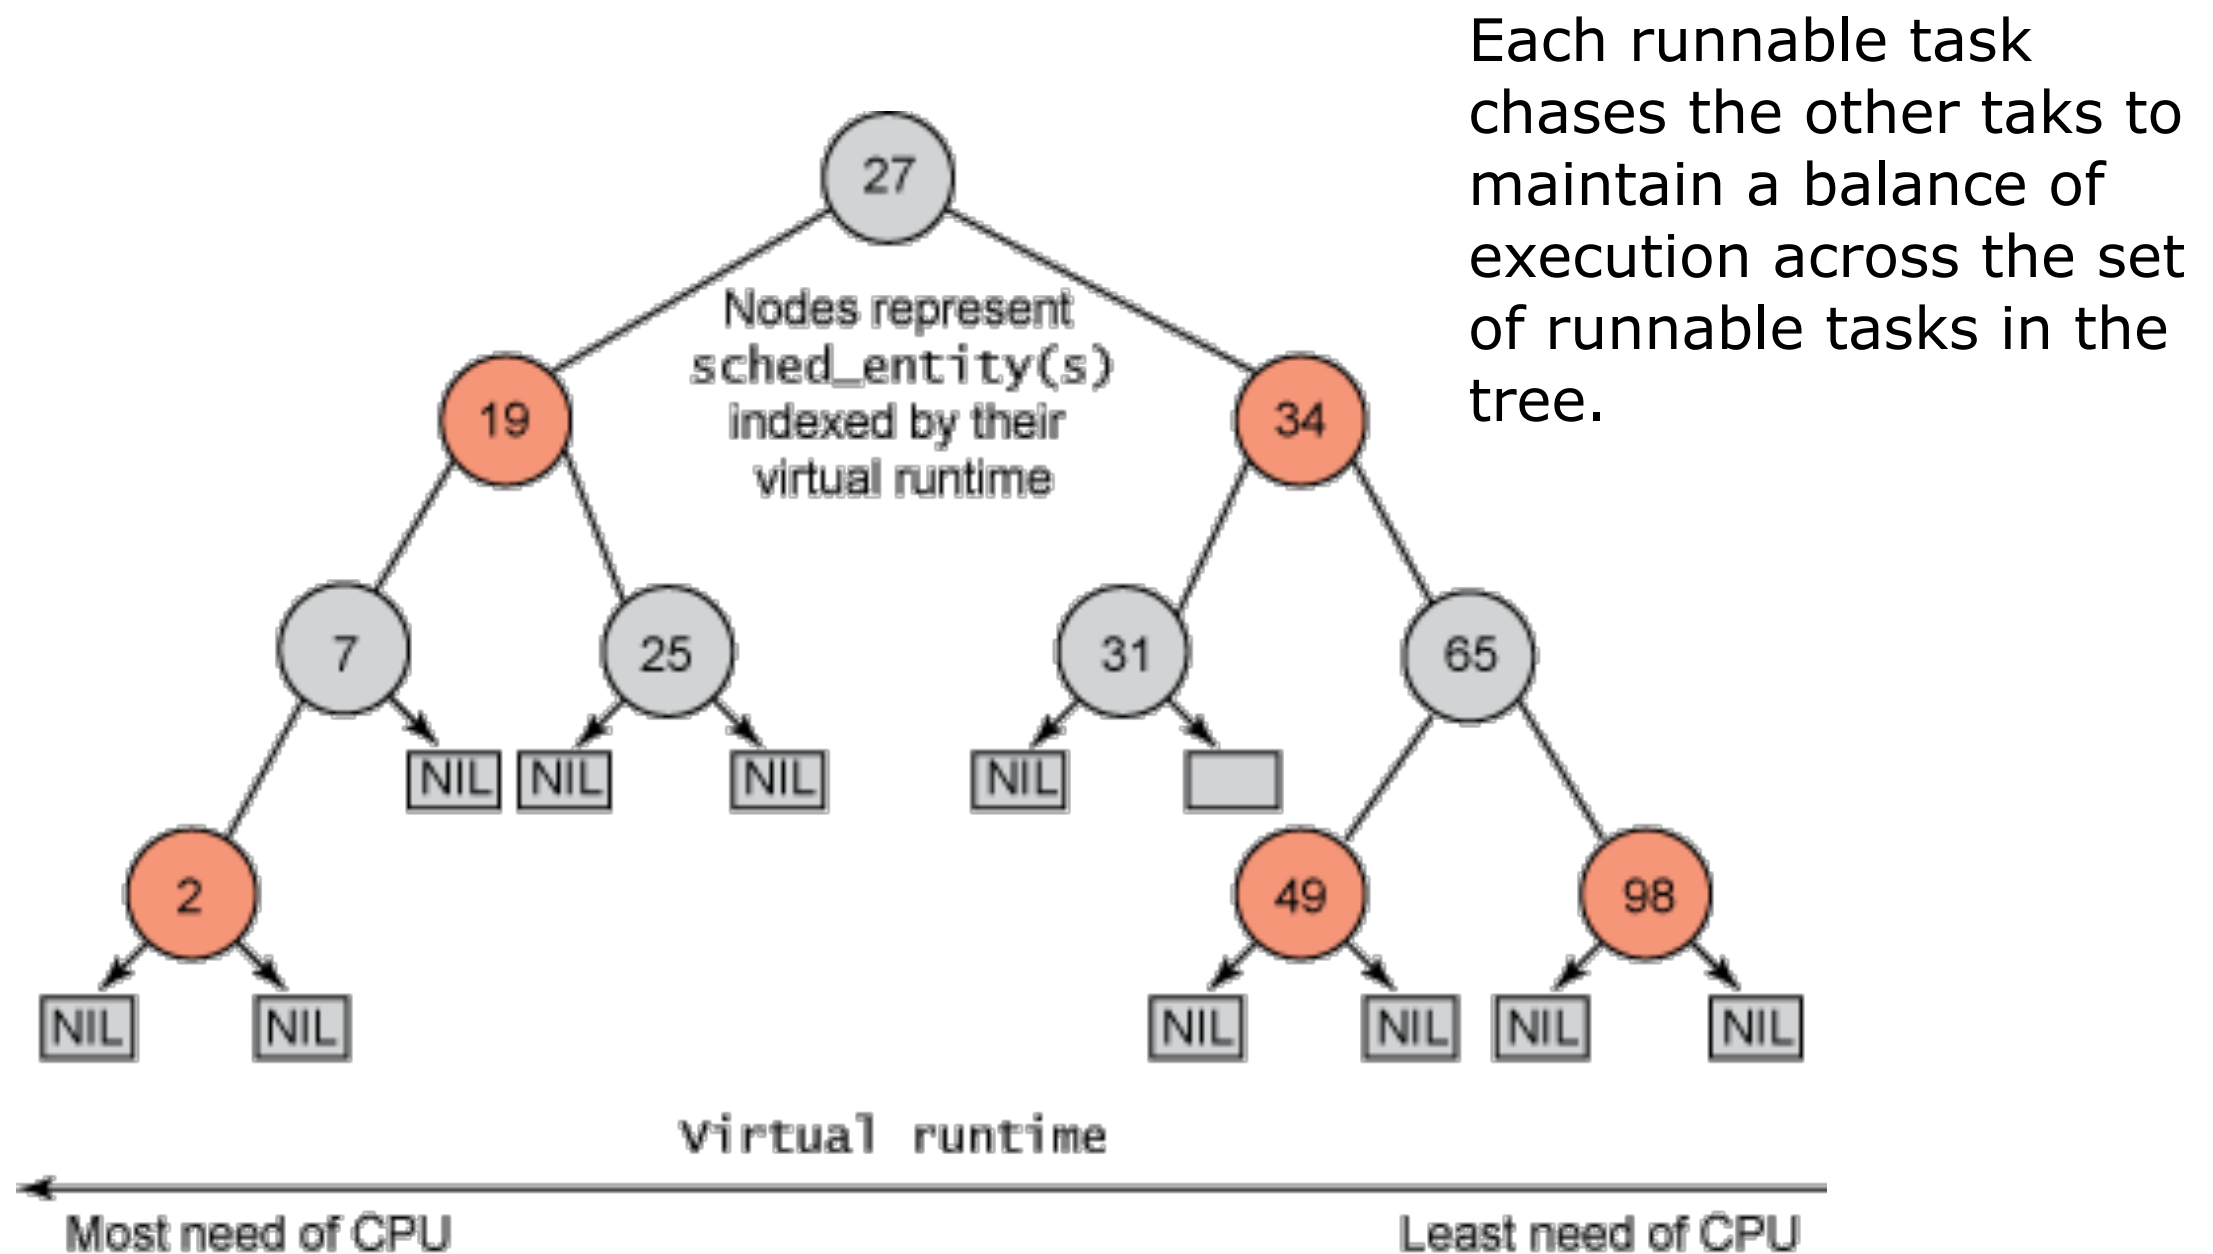 Each runnable task
chases the other taks to
maintain a balance of
execution across the set
of runnable tasks in the
tree.
27
Nodes represent
sched_entity(s)
indexed by their
virtual runtime
19
34
7
25
31
65
NIL
NIL
NIL
NIL
2
49
98
NIL
NIL
NIL
NIL
NIL
NIL
Virtual runtime
Most need of CPU
Least need of CPU